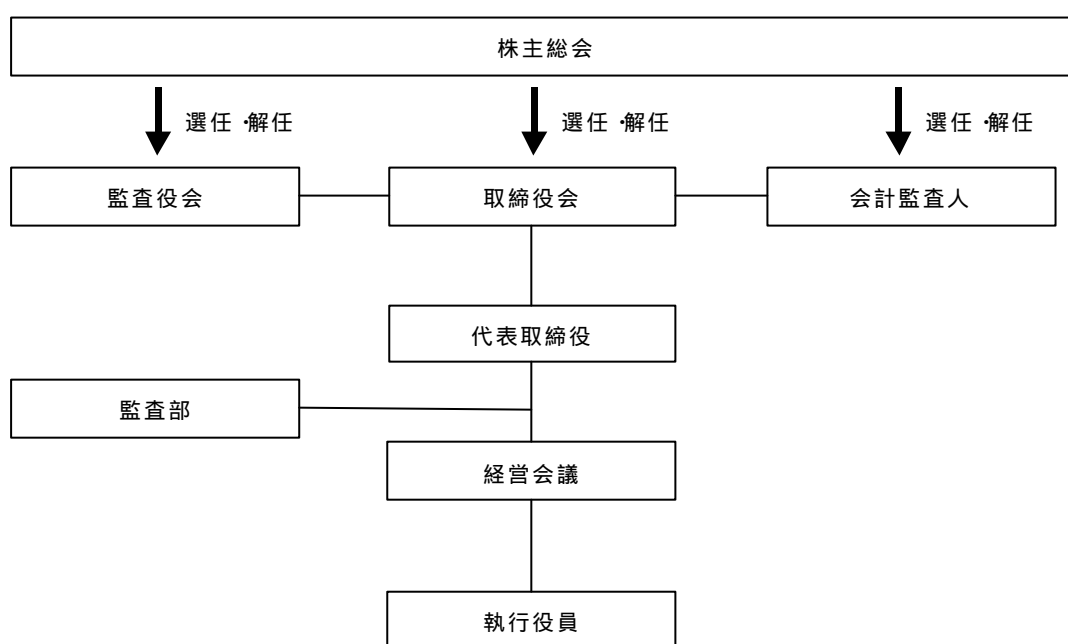 株主総会
選任・解任
選任・解任
選任・解任
監査役会
取締役会
会計監査人
代表取締役
監査部
経営会議
執行役員